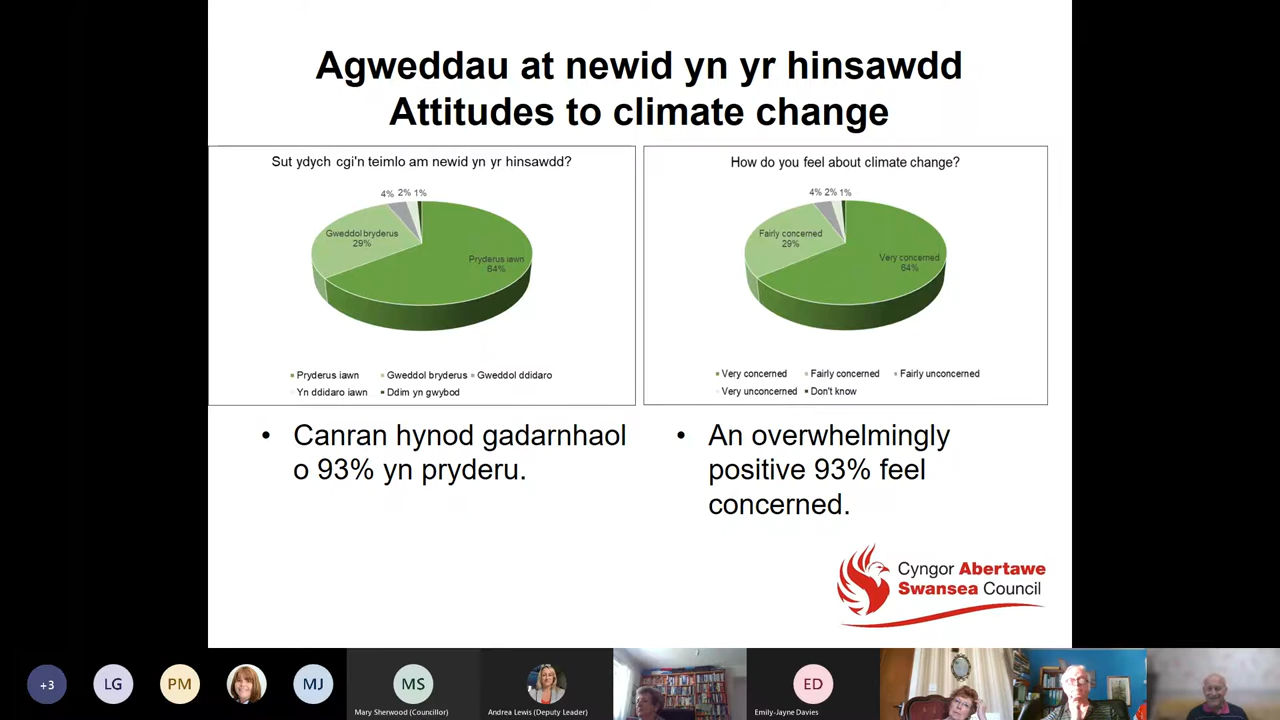 Agweddau at newid yn yr hinsawdd
Attitudes to climate change
Sut ydych cgi'n teimlo am newid yn yr hinsawdd?
4% 2% 1%
Gweddol bryderus
29%
Pryderus iawn
64%
Pryderus iawn Gweddol bryderus Gweddol ddidaro
Yn ddidaro iawn Ddim yn gwybod
How do you feel about climate change?
4% 2% 1%
Fairly concerned
29%
Very concerned
64%
Very concerned Fairly concerned Fairly unconcerned
Very unconcerned Don't know
• Canran hynod gadarnhaol
o 93% yn pryderu.
• An overwhelmingly
positive 93% feel
concerned.
Cyngor Abertawe
Swansea Council
+3
LG
PM
MJ
MS
Mary Sherwood (Councillor)
Andrea Lewis (Deputy Leader)
ED
Emily-Jayne Davies